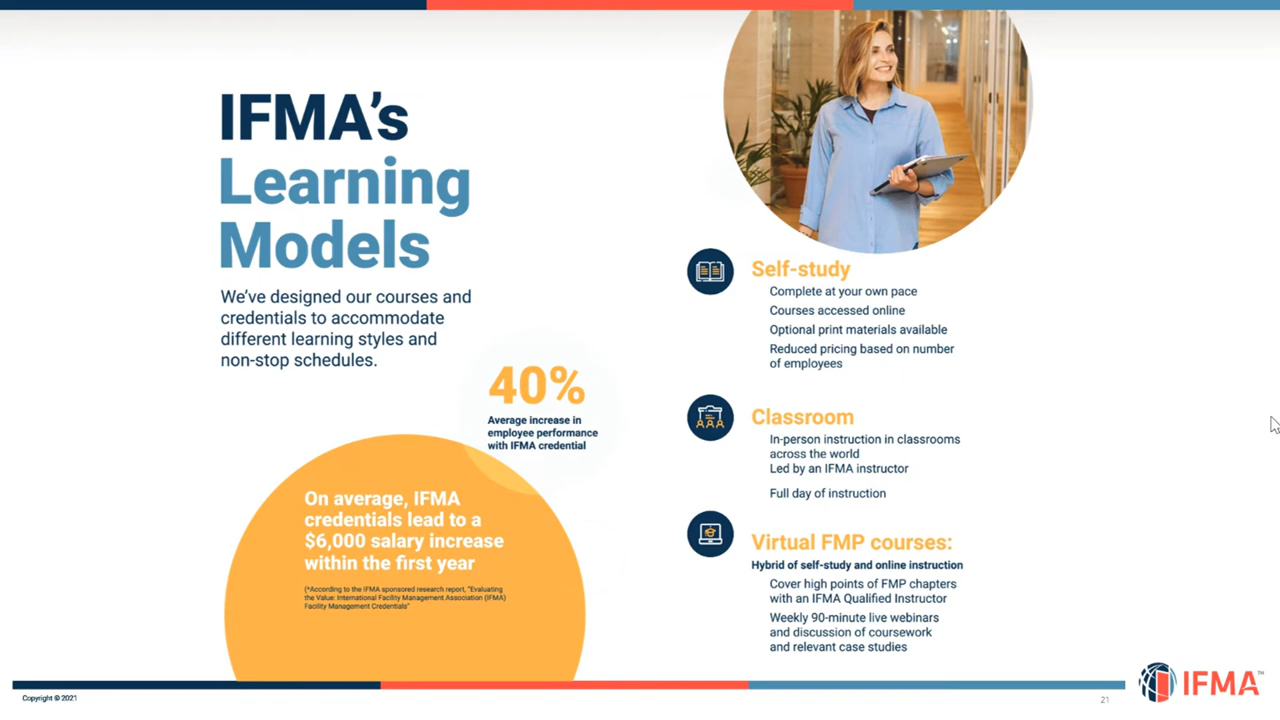 IFMA's
Learning
Models
We've designed our courses and
credentials to accommodate
different learning styles and
non-stop schedules.
40%
Average increase in
employee performance
with IFMA credential
On average, IFMA
credentials lead to a
$6,000 salary increase
within the first year
(*According to the IFMA sponsored research report, "Evaluating
the Value: International Facility Management Association (IFMA)
Facility Management Credentials"
Self-study
Complete at your own pace
Courses accessed online
Optional print materials available
Reduced pricing based on number
of employees
Classroom
In-person instruction in classrooms
across the world
Led by an IFMA instructor
Full day of instruction
Virtual FMP courses:
Hybrid of self-study and online instruction
Cover high points of FMP chapters
with an IFMA Qualified Instructor
Weekly 90-minute live webinars
and discussion of coursework
and relevant case studies
Copyright © 2021
21
IFMA™